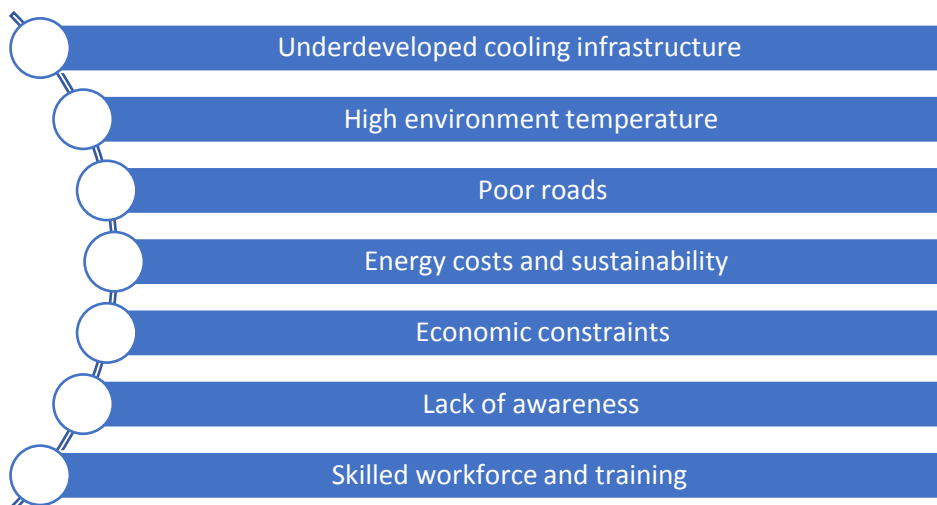 Underdeveloped cooling infrastructure
High environment temperature
Poor roads
Energy costs and sustainability
Economic constraints
Lack of awareness
Skilled workforce and training